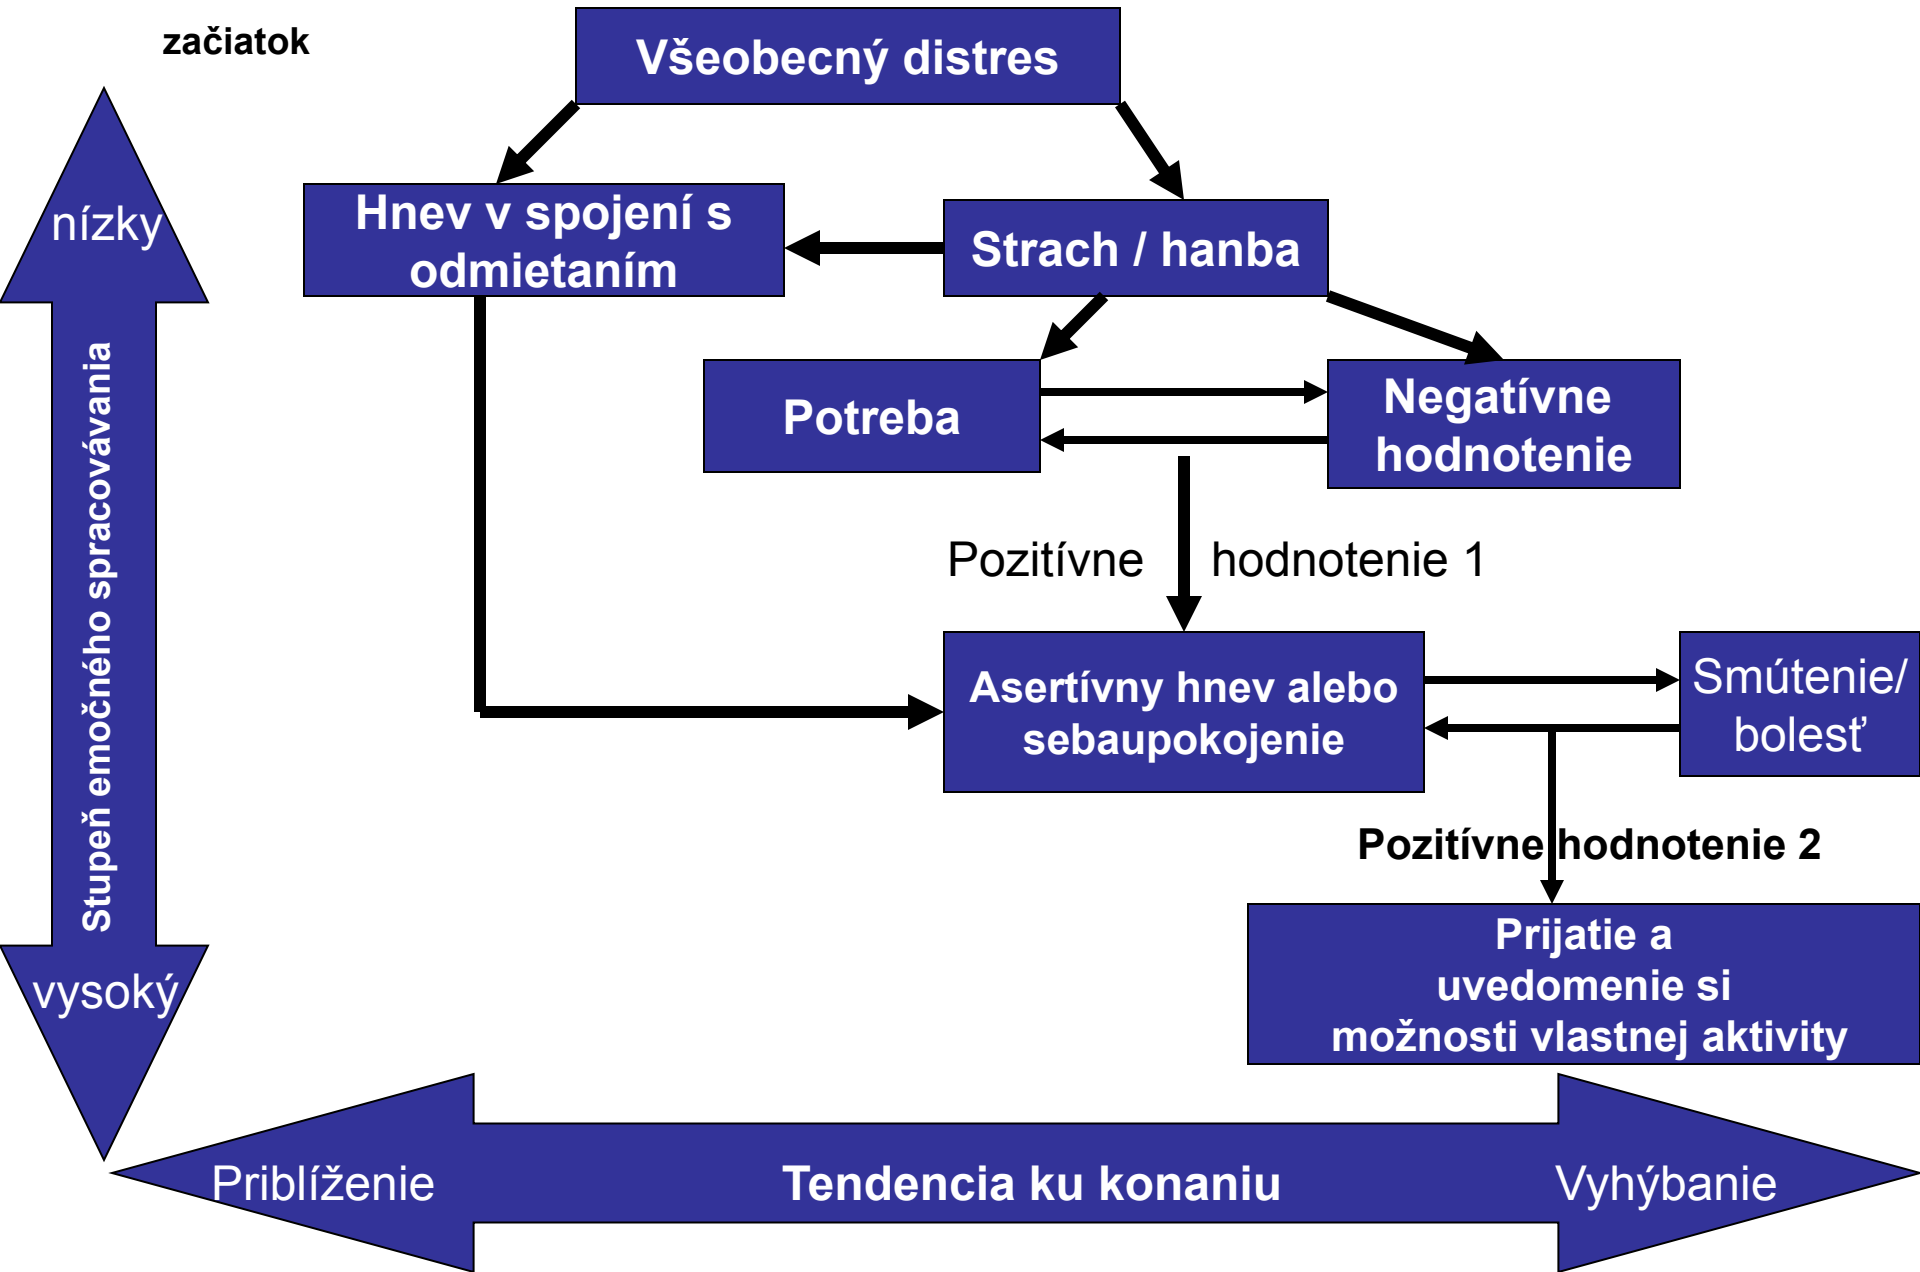 začiatok
Všeobecný distres
nízky
Hnev v spojení s
odmietaním
Strach / hanba
Potreba
Negatívne
hodnotenie
Stupeň emočného spracovávania
Pozitívne hodnotenie 1
Asertívny hnev alebo
sebaupokojenie
Smútenie/
bolesť
Pozitívne hodnotenie 2
vysoký
Prijatie a
uvedomenie si
možnosti vlastnej aktivity
Priblíženie
Tendencia ku konaniu
Vyhýbanie